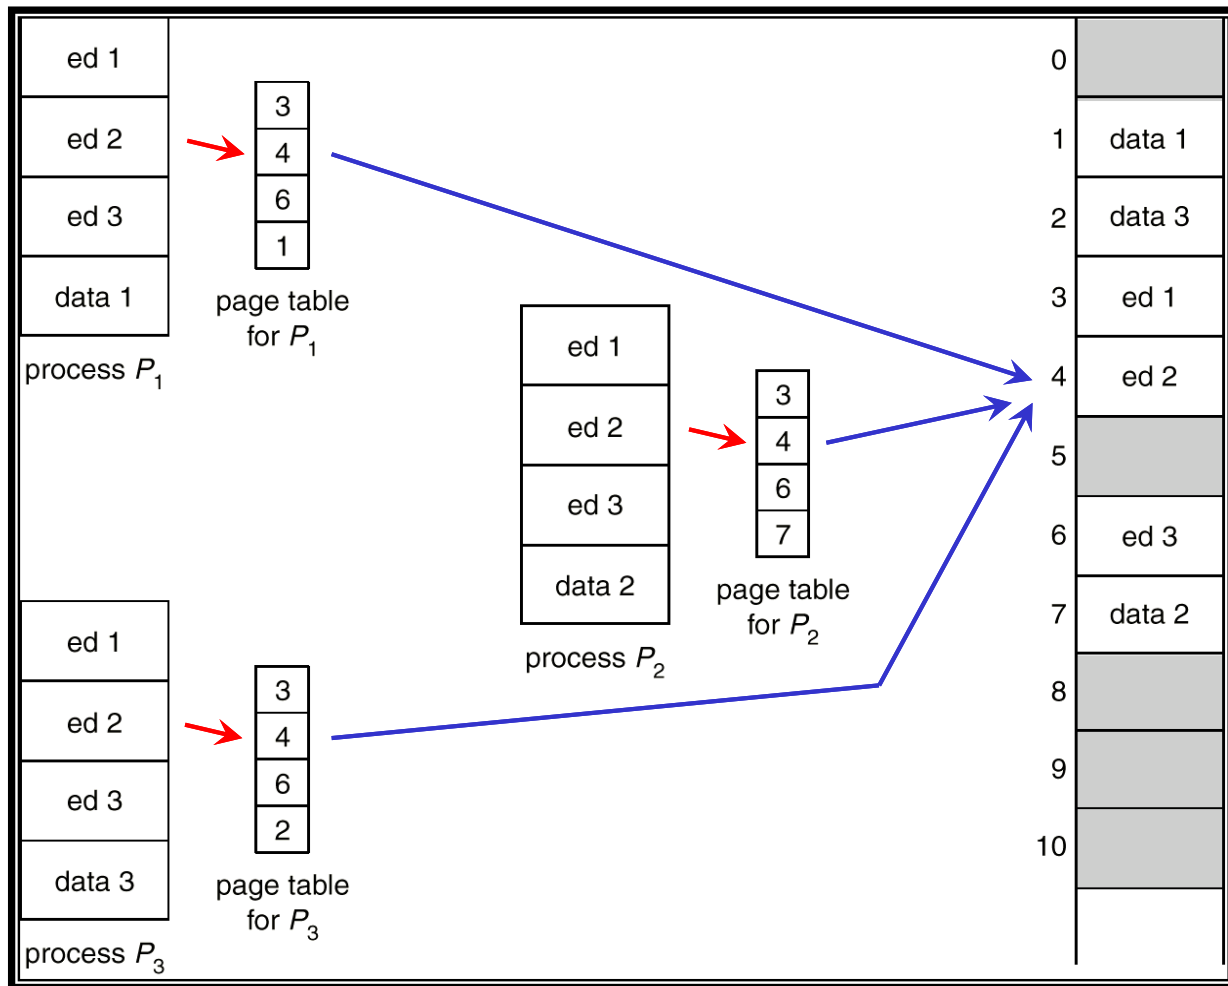 ed 1
ed 2
ed 3
data 1
process P1
3
4
6
1
page table
for P1
ed 1
ed 2
ed 3
data 2
process P2
3
4
6
7
page table
for P2
ed 1
ed 2
ed 3
data 3
process P3
3
4
6
2
page table
for P3
0
1 data 1
2 data 3
3 ed 1
4 ed 2
5
6 ed 3
7 data 2
8
9
10